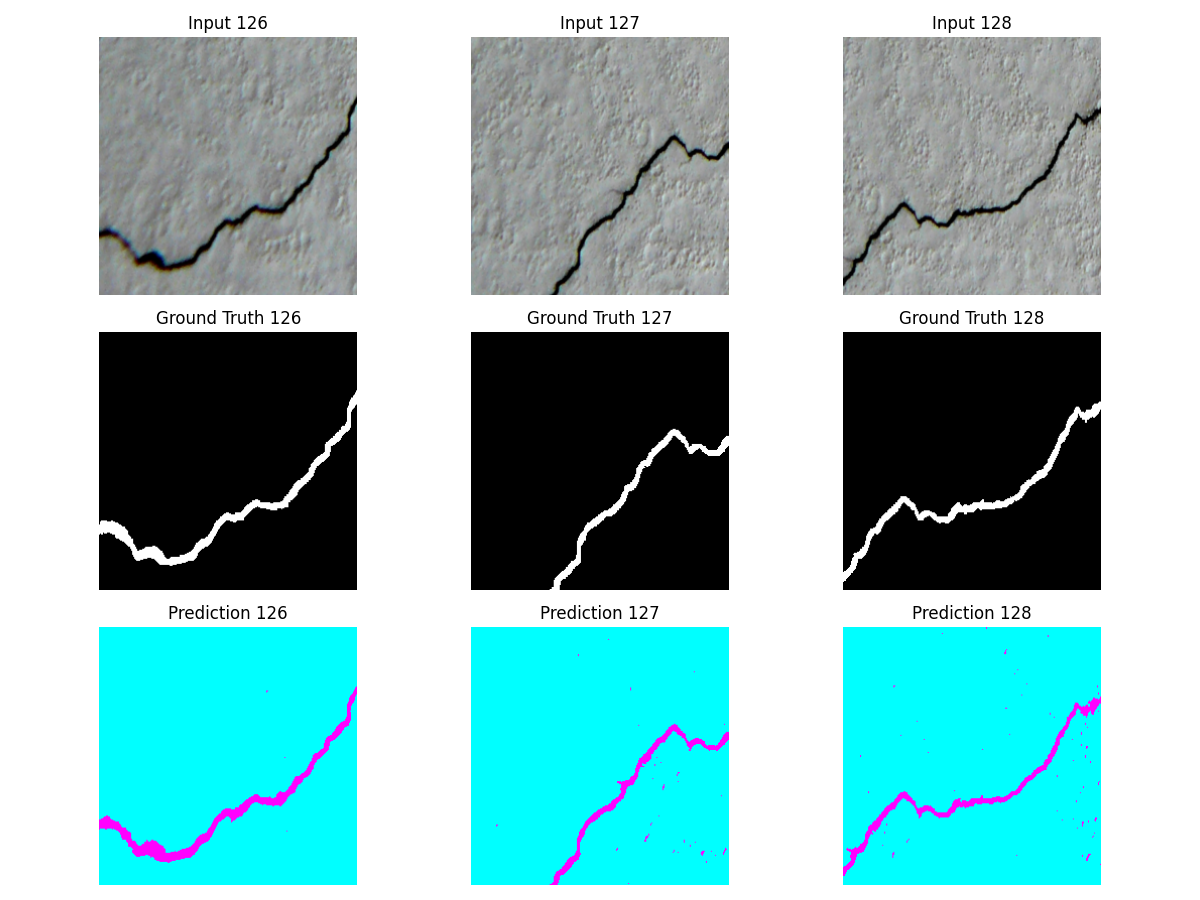 Input 126
Input 127
Input 128
Ground Truth 126
Ground Truth 127
Ground Truth 128
Prediction 126
Prediction 127
Prediction 128